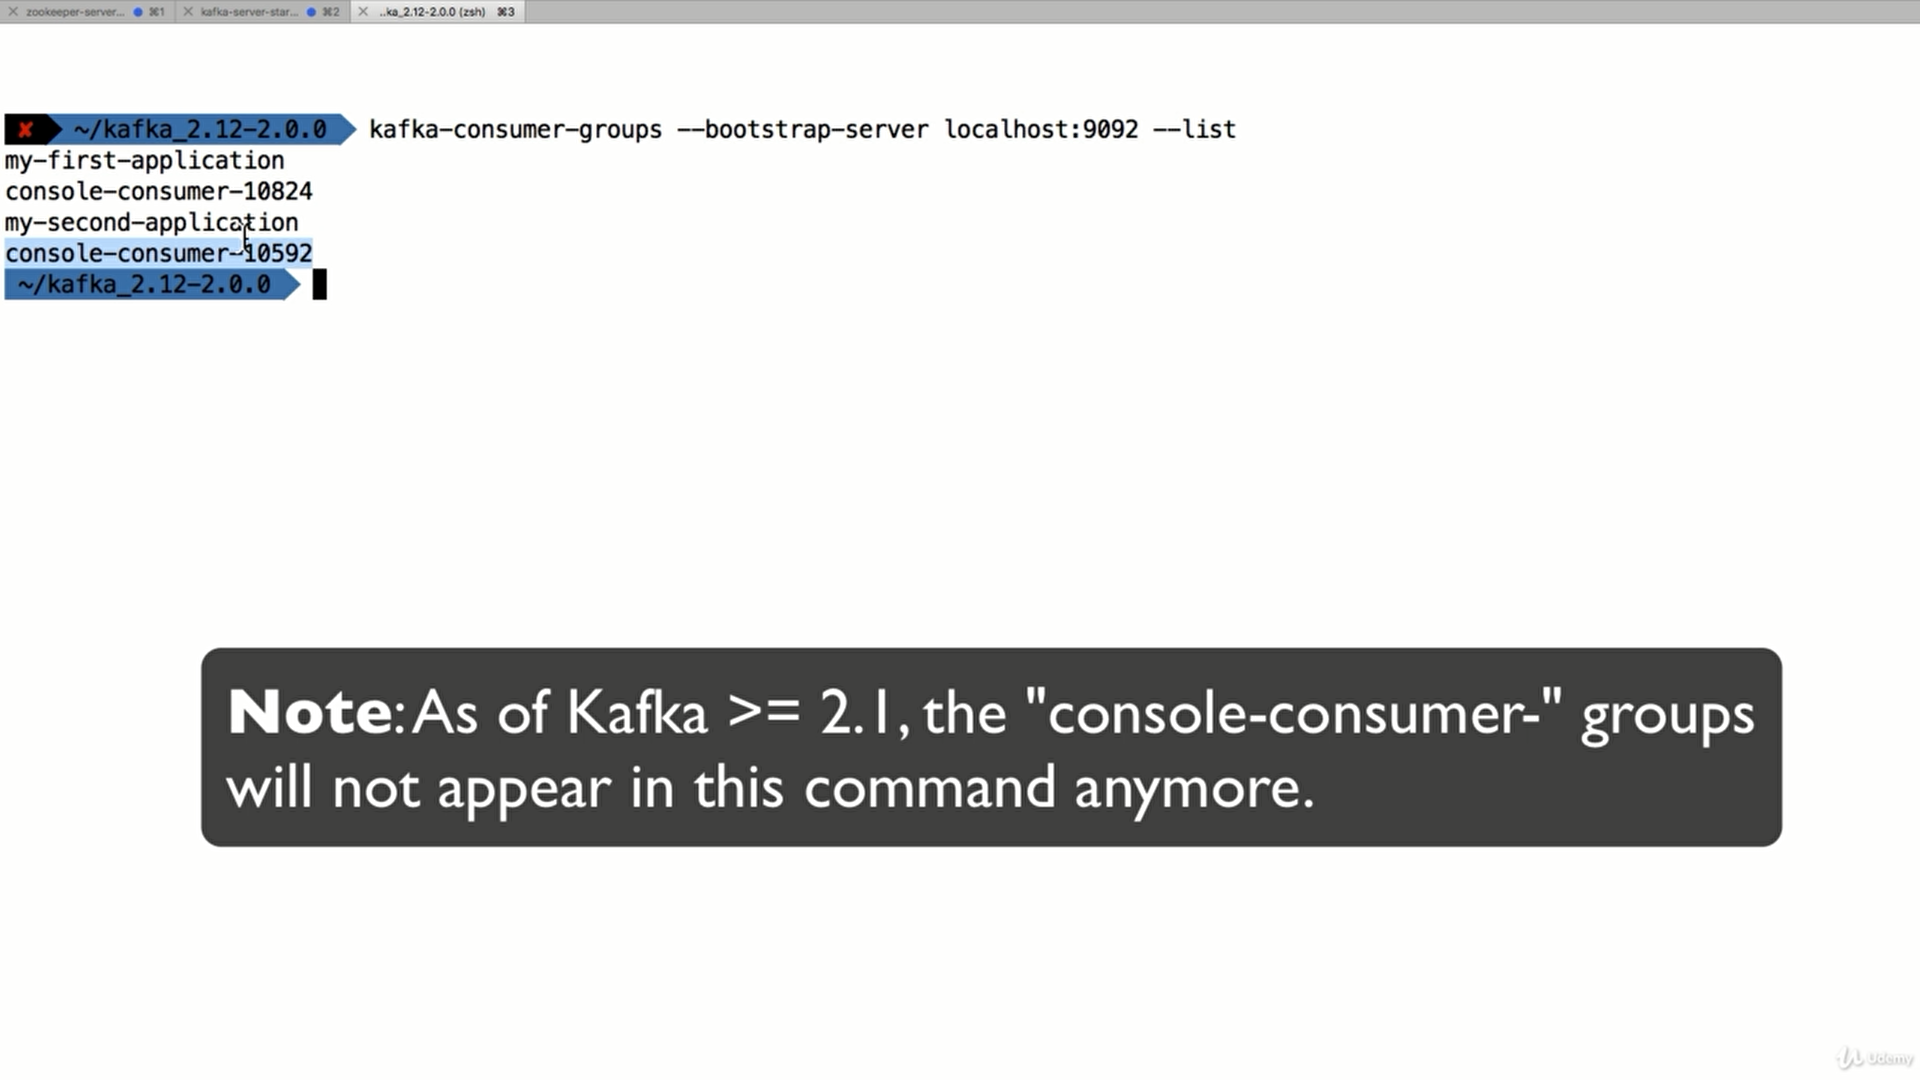 zookeeper-server... ⌘1 kafka-server-star... ⌘2 ..ka_2.12-2.0.0 (zsh) ⌘3
✘ ~/kafka_2.12-2.0.0 kafka-consumer-groups --bootstrap-server localhost:9092 --list
my-first-application
console-consumer-10824
my-second-application
console-consumer-10592
~/kafka_2.12-2.0.0
Note: As of Kafka >= 2.1, the "console-consumer-" groups
will not appear in this command anymore.
Udemy